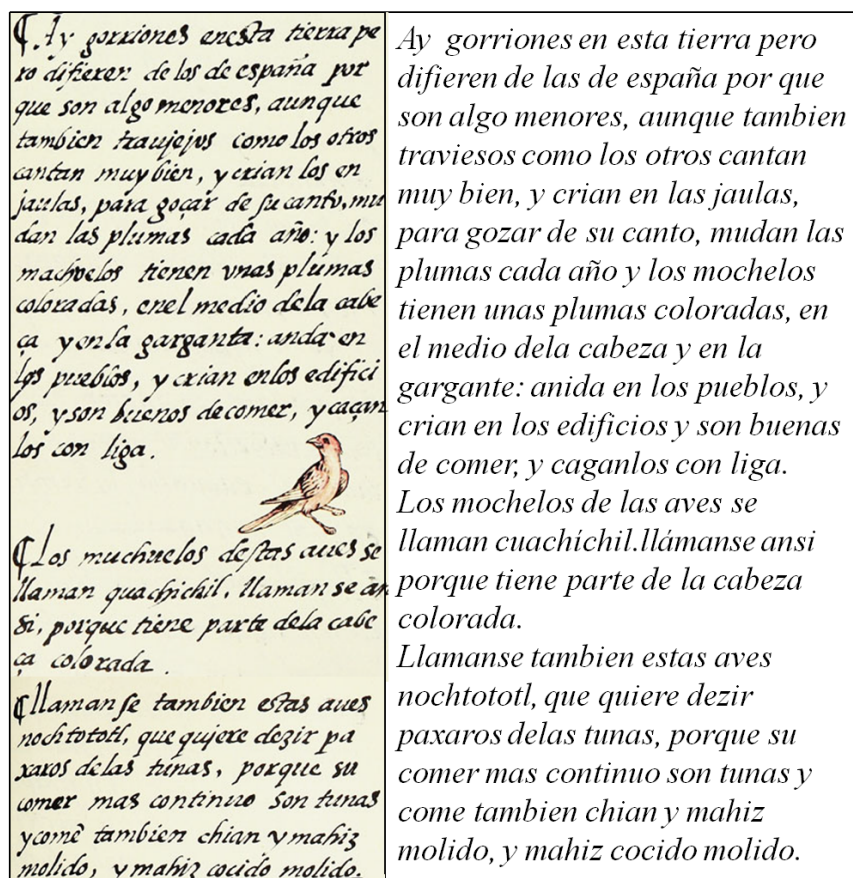 ¶ Ay gorriones enesta tierra pe
ro difieren de los de españa por
que son algo menores, aunque
tambien trauiesos como los otros
cantan muy bien, y crian los en
jaulas, para goçar de su canto, mu
dan las plumas cada año: y los
machuelos tienen vnas plumas
coloradas, enel medio dela cabe
ça y en la garganta: andan en
los pueblos, y crian enlos edifici
os, y son buenos de comer, y caçan
los con liga.
¶ Los muchuelos destas aues se
llaman quachichil, llaman se an
si, porque tiene parte dela cabe
ça colorada.
¶ llaman se tambien estas aues
nochtototl, que quiere dezir pa
xaros delas tunas, porque su
comer mas continuo son tunas
y comē tambien chian y mahiz
molido, y mahiz cocido molido.
Ay gorriones en esta tierra pero
difieren de las de españa por que
son algo menores, aunque tambien
traviesos como los otros cantan
muy bien, y crian en las jaulas,
para gozar de su canto, mudan las
plumas cada año y los mochelos
tienen unas plumas coloradas, en
el medio dela cabeza y en la
gargante: anida en los pueblos, y
crian en los edificios y son buenas
de comer, y caganlos con liga.
Los mochelos de las aves se
llaman cuachíchil.llámanse ansi
porque tiene parte de la cabeza
colorada.
Llamanse tambien estas aves
nochtototl, que quiere dezir
paxaros delas tunas, porque su
comer mas continuo son tunas y
come tambien chian y mahiz
molido, y mahiz cocido molido.